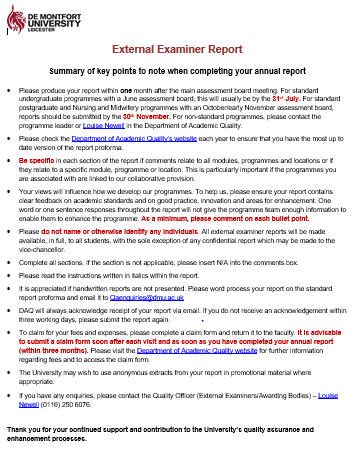 DE MONTFORT
UNIVERSITY
LEICESTER
External Examiner Report
Summary of key points to note when completing your annual report
• Please produce your report within one month after the main assessment board meeting. For standard
undergraduate programmes with a June assessment board, this will usually be by the 31st July. For standard
postgraduate and Nursing and Midwifery programmes with an October/early November assessment board,
reports should be submitted by the 30th November. For non-standard programmes, please contact the
programme leader or Louise Newell in the Department of Academic Quality.
• Please check the Department of Academic Quality's website each year to ensure that you have the most up to
date version of the report proforma.
• Be specific in each section of the report if comments relate to all modules, programmes and locations or if
they relate to a specific module, programme or location. This is particularly important if the programmes you
are associated with are linked to our collaborative provision.
• Your views will influence how we develop our programmes. To help us, please ensure your report contains
clear feedback on academic standards and on good practice, innovation and areas for enhancement. One
word or one sentence responses throughout the report will not give the programme team enough information to
enable them to enhance the programme. As a minimum, please comment on each bullet point.
• Please do not name or otherwise identify any individuals. All external examiner reports will be made
available, in full, to all students, with the sole exception of any confidential report which may be made to the
vice-chancellor.
• Complete all sections. If the section is not applicable, please insert N/A into the comments box.
• Please read the instructions written in italics within the report.
• It is appreciated if handwritten reports are not presented. Please word process your report on the standard
report proforma and email it to Qaenquiries@dmu.ac.uk
• DAQ will always acknowledge receipt of your report via email. If you do not receive an acknowledgement within
three working days, please submit the report again.
• To claim for your fees and expenses, please complete a claim form and return it to the faculty. It is advisable
to submit a claim form soon after each visit and as soon as you have completed your annual report
(within three months). Please visit the Department of Academic Quality website for further information
regarding fees and to access the claim form.
• The University may wish to use anonymous extracts from your report in promotional material where
appropriate.
• If you have any enquiries, please contact the Quality Officer (External Examiners/Awarding Bodies) – Louise
Newell (0116) 250 6076.
Thank you for your continued support and contribution to the University's quality assurance and
enhancement processes.